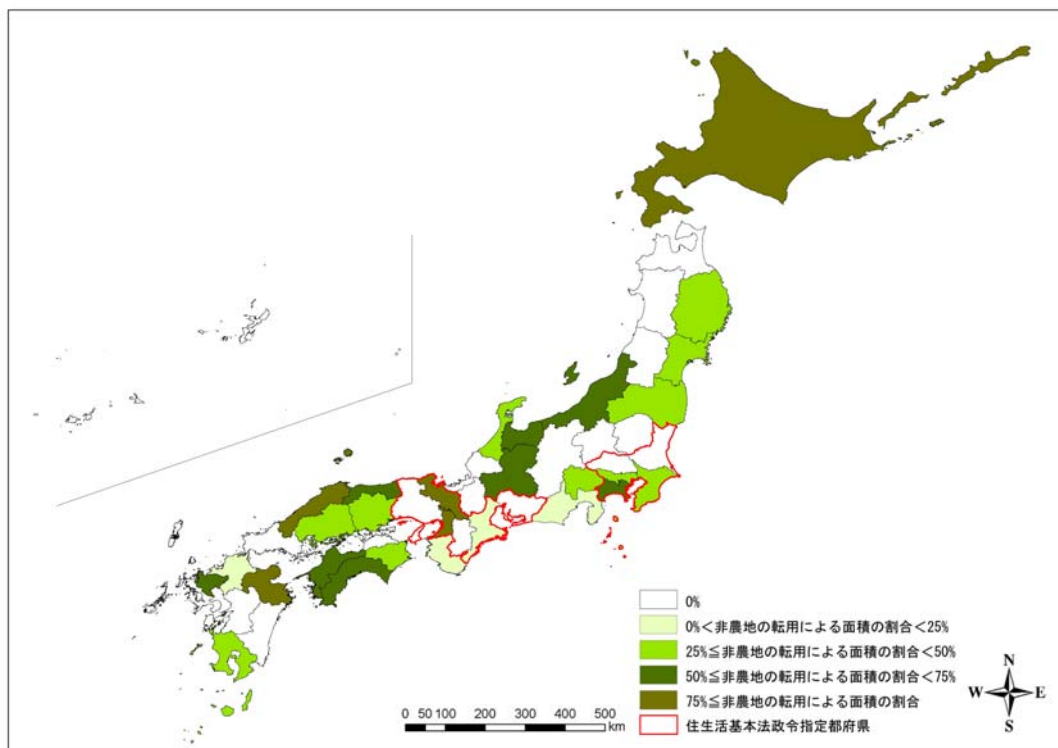 0%
0%<非農地の転用による面積の割合<25%
25%≦非農地の転用による面積の割合<50%
50%≦非農地の転用による面積の割合<75%
75%≦非農地の転用による面積の割合
住生活基本法政令指定都府県
0 50 100 200 300 400 500
km
N
W E
S